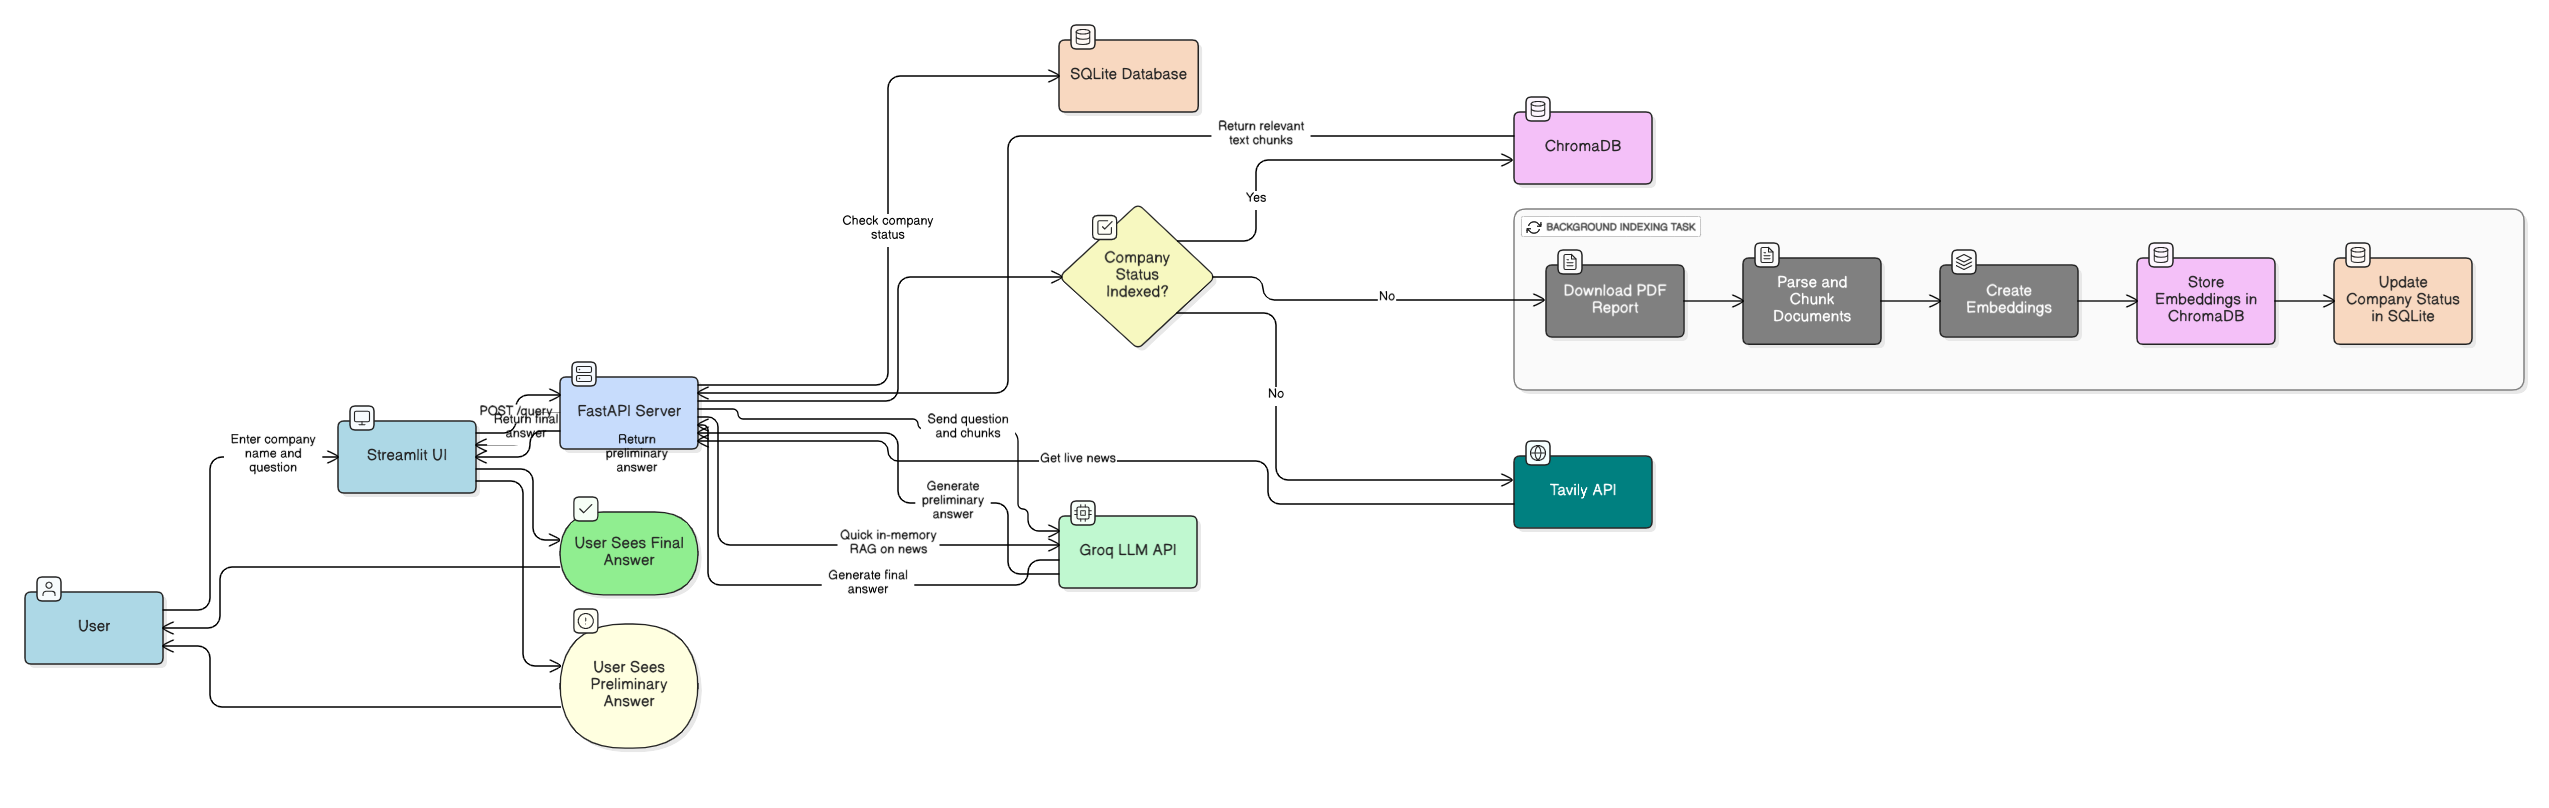 SQLite Database
Return relevant
text chunks
ChromaDB
Yes
Check company
status
BACKGROUND INDEXING TASK
Company
Status
Indexed?
No
Download PDF
Report
Parse and
Chunk
Documents
Create
Embeddings
Store
Embeddings in
ChromaDB
Update
Company Status
in SQLite
No
FastAPI Server
POST /query
Return final
answer
Return
preliminary
answer
Send question
and chunks
Enter company
name and
question
Streamlit UI
Get live news
Tavily API
Generate
preliminary
answer
Quick in-memory
RAG on news
Groq LLM API
User Sees Final
Answer
Generate final
answer
User
User Sees
Preliminary
Answer